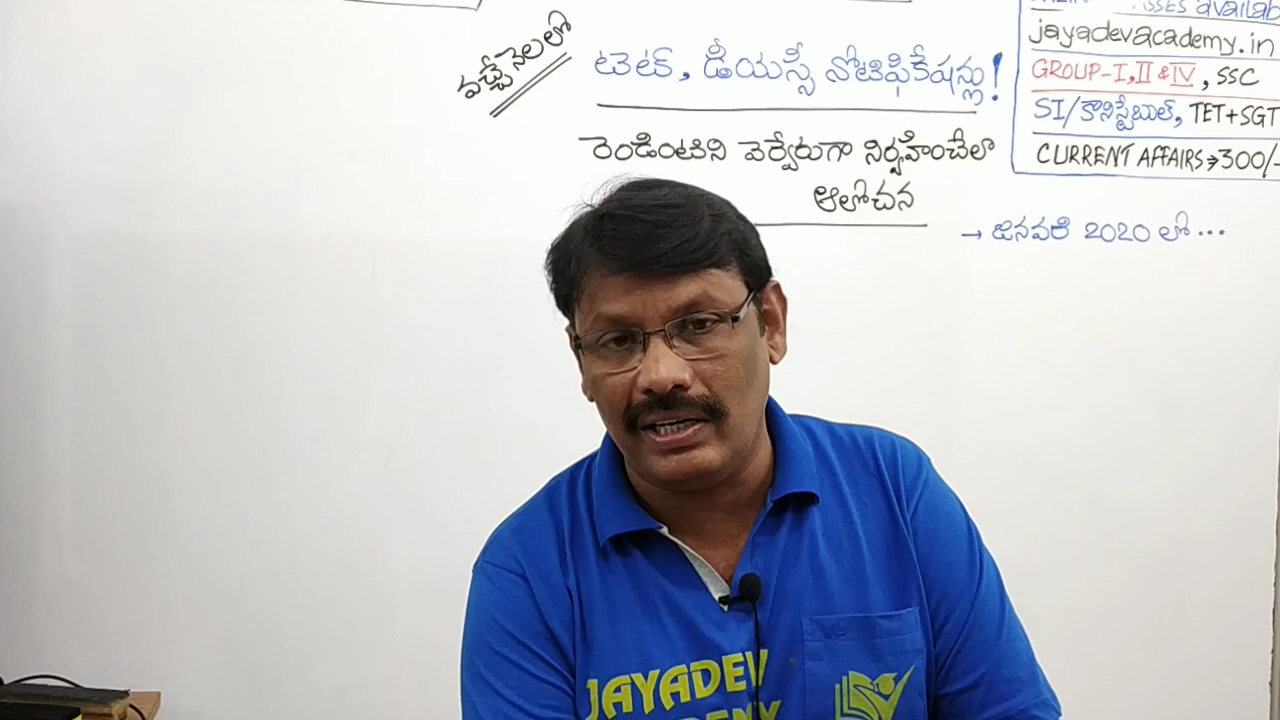 వచ్చే నెలలో
టెట్, డీయస్సీ నోటిఫికేషన్లు!
రెండింటిని వెర్వేరుగా నిర్వహించేలా
ఆలోచన
→ జనవరి 2020 లో...
availab
jayadevacademy.in
GROUP-I, II & IV, SSC
SI/కానిస్టేబుల్, TET+SGT
CURRENT AFFAIRS → 300/-
JAYADEV